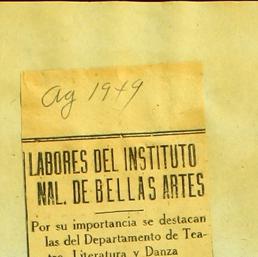 Ag 1949
LABORES DEL INSTITUTO
NAL. DE BELLAS ARTES
Por su importancia se destacan
las del Departamento de Tea-
tro, Literatura y Danza